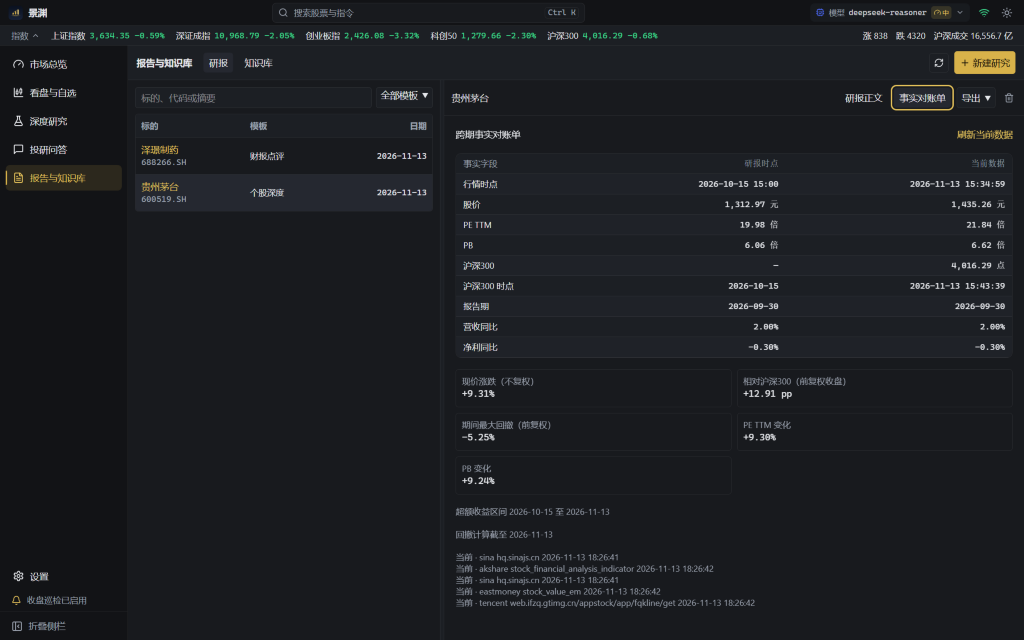 景渊
搜索股票与指令 Ctrl K
模型 deepseek-reasoner 中
指数 上证指数 3,634.35 -0.59% 深证成指 10,968.79 -2.05% 创业板指 2,426.08 -3.32% 科创50 1,279.66 -2.30% 沪深300 4,016.29 -0.68% 涨 838 跌 4320 沪深成交 16,556.7 亿
市场总览
看盘与自选
深度研究
投研问答
报告与知识库
设置
收盘巡检已启用
折叠侧栏
报告与知识库 研报 知识库
+ 新建研究
标的、代码或摘要 全部模板 ▼
标的 模板 日期
泽璟制药
688266.SH 财报点评 2026-11-13
贵州茅台
600519.SH 个股深度 2026-11-13
贵州茅台 研报正文 事实对账单 导出 ▼
跨期事实对账单 刷新当前数据
事实字段 研报时点 当前数据
行情时点 2026-10-15 15:00 2026-11-13 15:34:59
股价 1,312.97 元 1,435.26 元
PE TTM 19.98 倍 21.84 倍
PB 6.06 倍 6.62 倍
沪深300 — 4,016.29 点
沪深300 时点 2026-10-15 2026-11-13 15:43:39
报告期 2026-09-30 2026-09-30
营收同比 2.00% 2.00%
净利同比 -0.30% -0.30%
现价涨跌（不复权） 相对沪深300（前复权收盘）
+9.31% +12.91 pp
期间最大回撤（前复权） PE TTM 变化
-5.25% +9.30%
PB 变化
+9.24%
超额收益区间 2026-10-15 至 2026-11-13
回撤计算截至 2026-11-13
当前 · sina hq.sinajs.cn 2026-11-13 18:26:41
当前 · akshare stock_financial_analysis_indicator 2026-11-13 18:26:42
当前 · sina hq.sinajs.cn 2026-11-13 18:26:41
当前 · eastmoney stock_value_em 2026-11-13 18:26:42
当前 · tencent web.ifzq.gtimg.cn/appstock/app/fqkline/get 2026-11-13 18:26:42